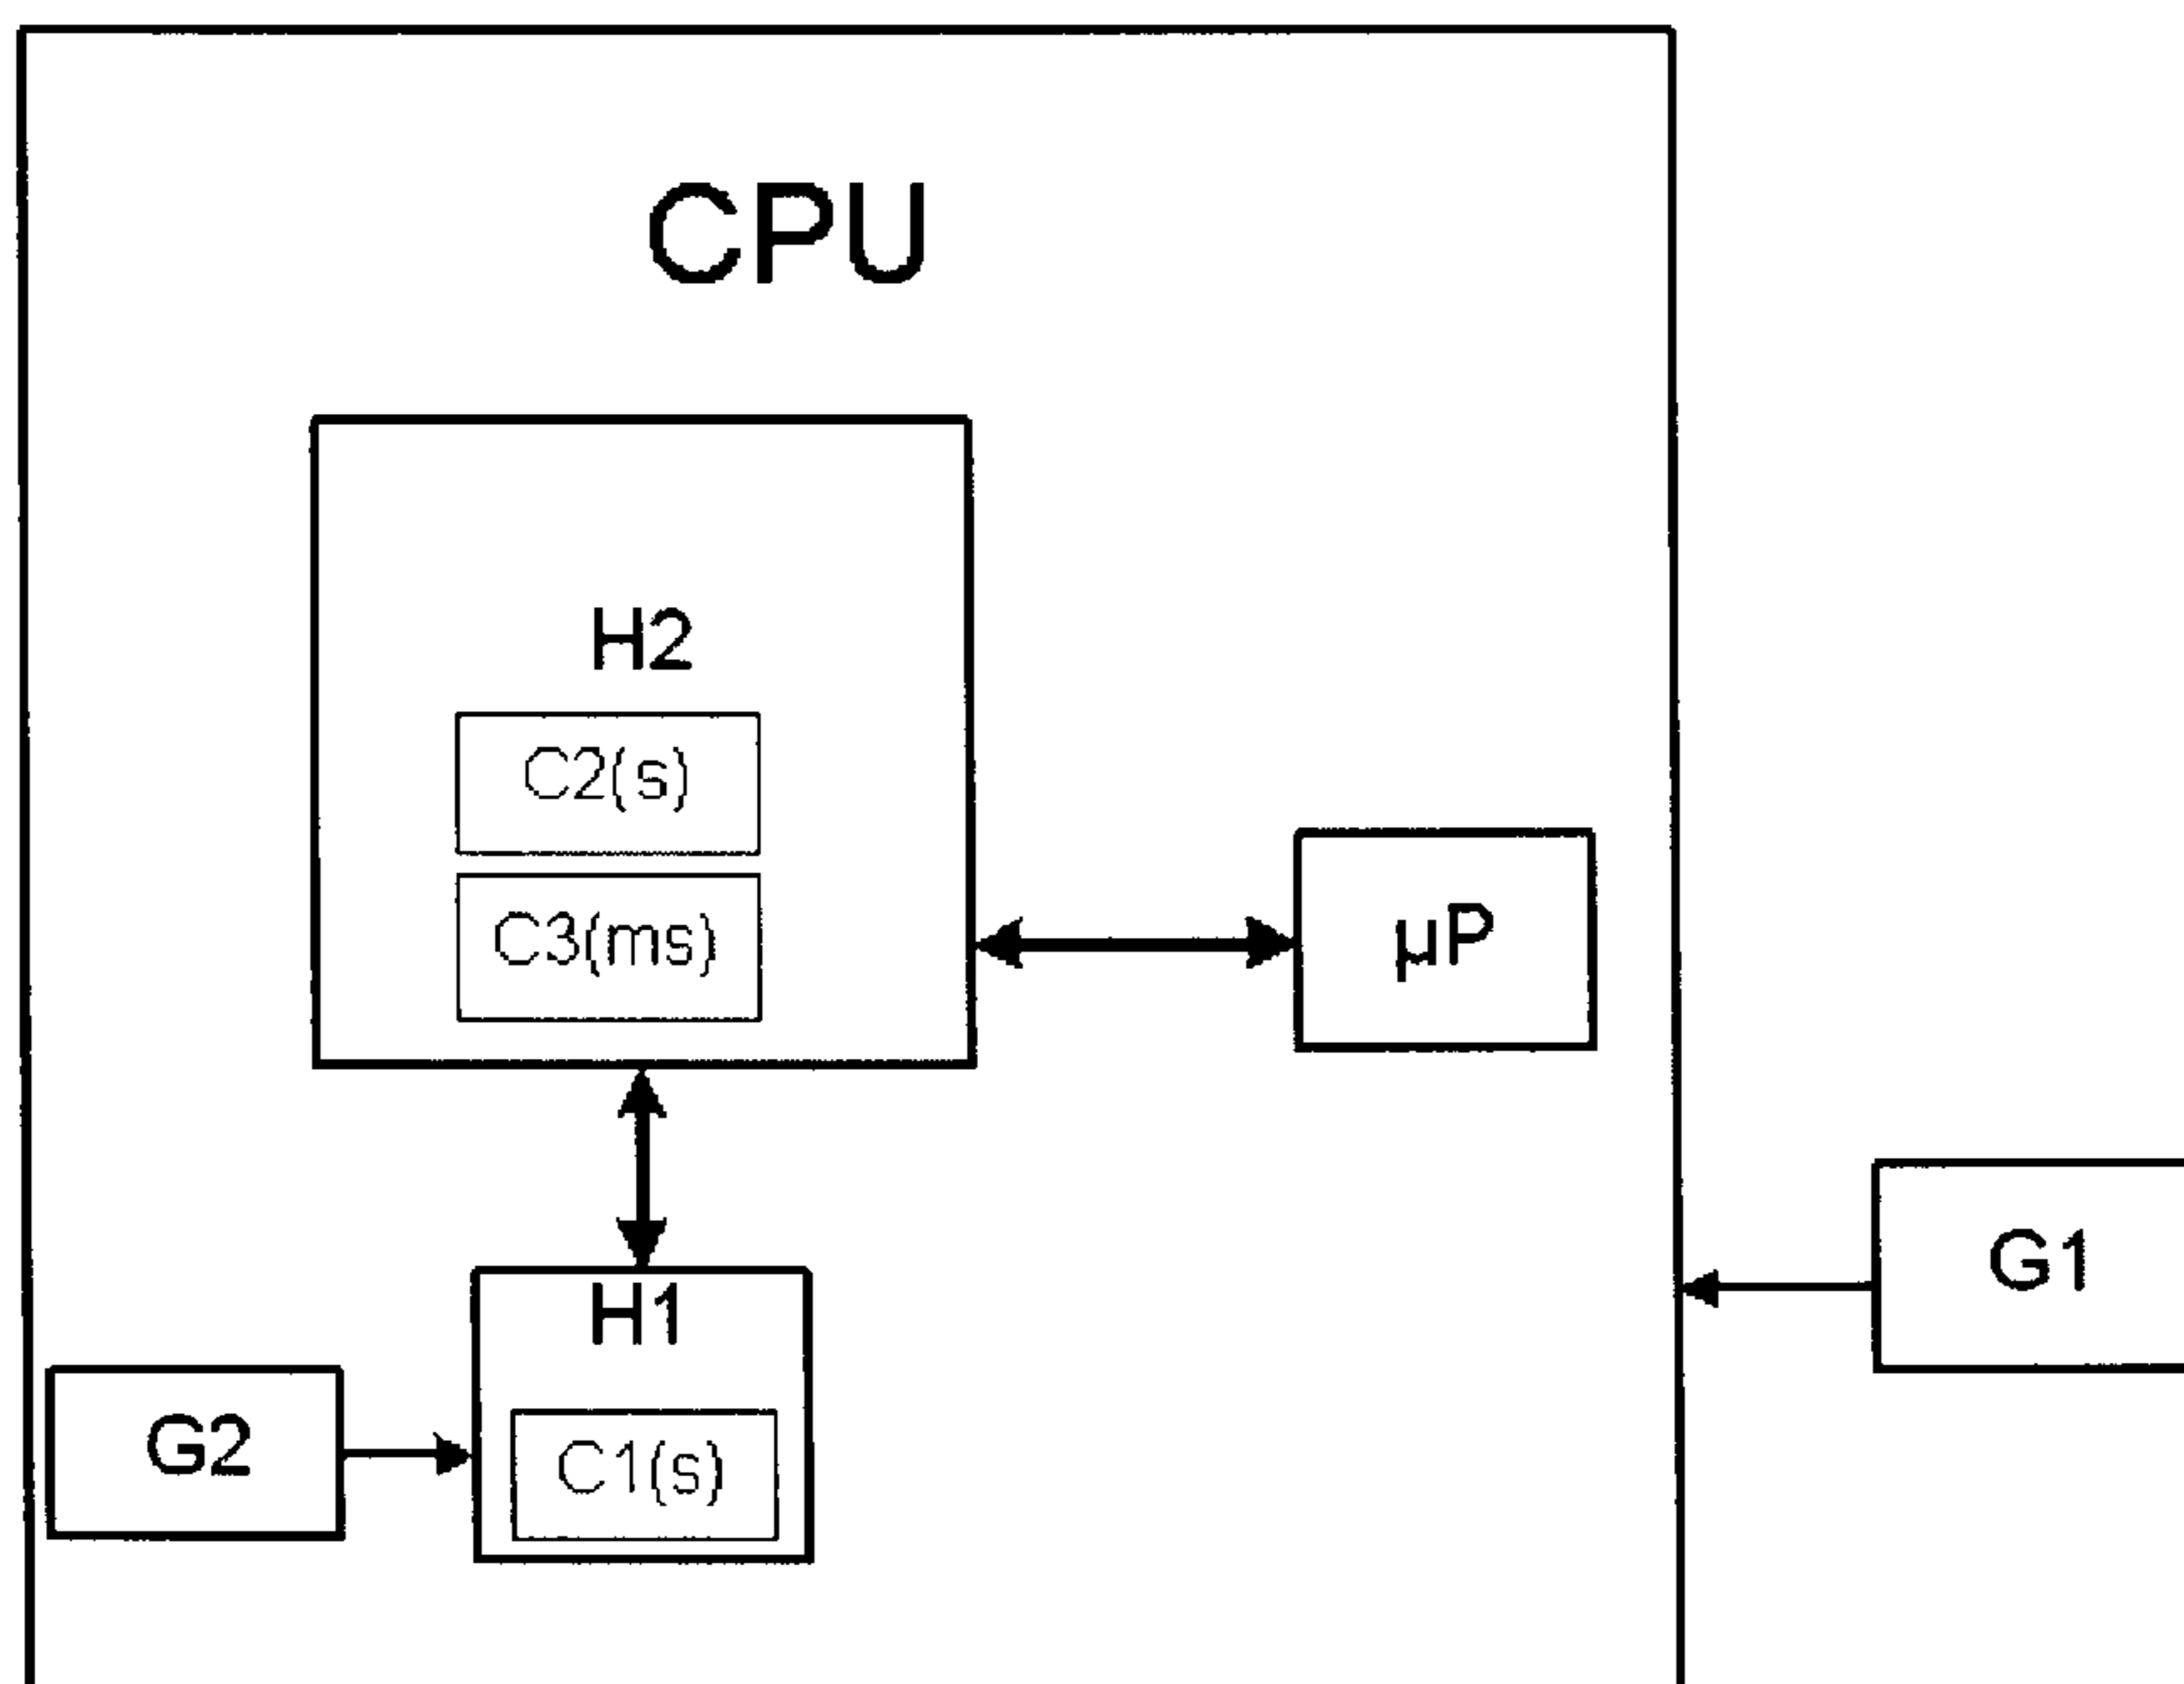 CPU
H2
C2(s)
C3(ms)
µP
G1
H1
G2
C1(s)